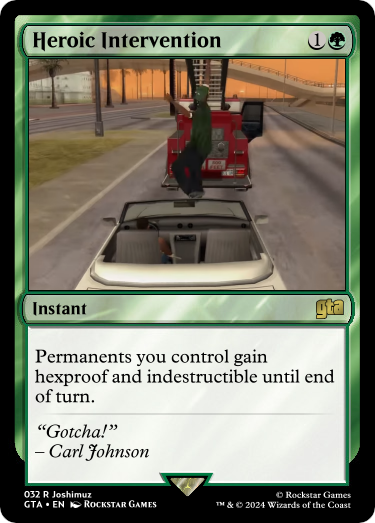 Heroic Intervention 1
Instant gta
Permanents you control gain
hexproof and indestructible until end
of turn.
“Gotcha!”
– Carl Johnson
032 R Joshimuz
GTA • EN Rockstar Games
© Rockstar Games
™ & © 2024 Wizards of the Coast